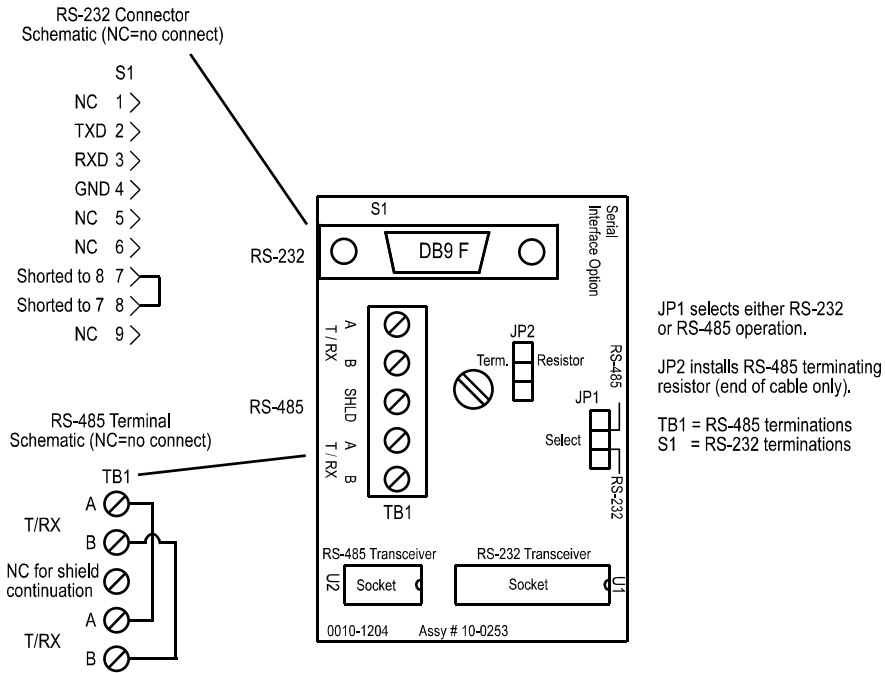 RS-232 Connector
Schematic (NC=no connect)
S1
NC 1
TXD 2
RXD 3
GND 4
NC 5
NC 6
Shorted to 8 7
Shorted to 7 8
NC 9
RS-485 Terminal
Schematic (NC=no connect)
TB1
A
T/RX
B
NC for shield
continuation
A
T/RX
B
S1
Serial
Interface Option
RS-232
DB9 F
A
T / RX
B
SHLD
A
T / RX
B
RS-485
TB1
JP2
Term. Resistor
RS-485
JP1
Select
RS-232
RS-485 Transceiver
U2
Socket
RS-232 Transceiver
Socket
U1
0010-1204 Assy # 10-0253
JP1 selects either RS-232
or RS-485 operation.
JP2 installs RS-485 terminating
resistor (end of cable only).
TB1 = RS-485 terminations
S1 = RS-232 terminations